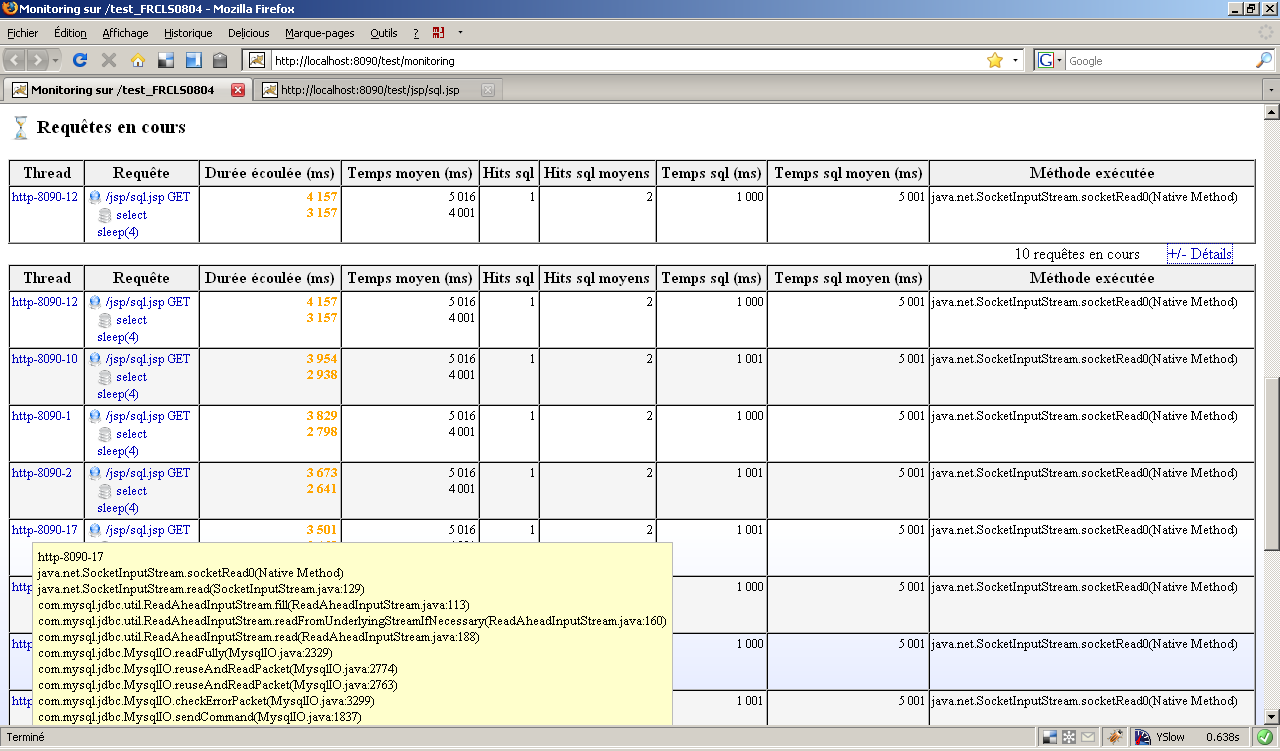 Monitoring sur /test_FRCLS0804 - Mozilla Firefox
Fichier Édition Affichage Historique Delicious Marque-pages Outils ?
http://localhost:8090/test/monitoring Google
Monitoring sur /test_FRCLS0804 http://localhost:8090/test/jsp/sql.jsp
Requêtes en cours
Thread Requête Durée écoulée (ms) Temps moyen (ms) Hits sql Hits sql moyens Temps sql (ms) Temps sql moyen (ms) Méthode exécutée
http-8090-12 /jsp/sql.jsp GET 4 157 5 016 1 2 1 000 5 001 java.net.SocketInputStream.socketRead0(Native Method)
select 3 157 4 001
sleep(4)
10 requêtes en cours +/- Détails
Thread Requête Durée écoulée (ms) Temps moyen (ms) Hits sql Hits sql moyens Temps sql (ms) Temps sql moyen (ms) Méthode exécutée
http-8090-12 /jsp/sql.jsp GET 4 157 5 016 1 2 1 000 5 001 java.net.SocketInputStream.socketRead0(Native Method)
select 3 157 4 001
sleep(4)
http-8090-10 /jsp/sql.jsp GET 3 954 5 016 1 2 1 001 5 001 java.net.SocketInputStream.socketRead0(Native Method)
select 2 938 4 001
sleep(4)
http-8090-1 /jsp/sql.jsp GET 3 829 5 016 1 2 1 000 5 001 java.net.SocketInputStream.socketRead0(Native Method)
select 2 798 4 001
sleep(4)
http-8090-2 /jsp/sql.jsp GET 3 673 5 016 1 2 1 001 5 001 java.net.SocketInputStream.socketRead0(Native Method)
select 2 641 4 001
sleep(4)
http-8090-17 /jsp/sql.jsp GET 3 501 5 016 1 2 1 001 5 001 java.net.SocketInputStream.socketRead0(Native Method)
http-8090-17
java.net.SocketInputStream.socketRead0(Native Method)
http 1 000 5 001 java.net.SocketInputStream.socketRead0(Native Method)
java.net.SocketInputStream.read(SocketInputStream.java:129)
com.mysql.jdbc.util.ReadAheadInputStream.fill(ReadAheadInputStream.java:113)
com.mysql.jdbc.util.ReadAheadInputStream.readFromUnderlyingStreamIfNecessary(ReadAheadInputStream.java:160)
com.mysql.jdbc.util.ReadAheadInputStream.read(ReadAheadInputStream.java:188)
http 1 000 5 001 java.net.SocketInputStream.socketRead0(Native Method)
com.mysql.jdbc.MysqlIO.readFully(MysqlIO.java:2329)
com.mysql.jdbc.MysqlIO.reuseAndReadPacket(MysqlIO.java:2774)
com.mysql.jdbc.MysqlIO.reuseAndReadPacket(MysqlIO.java:2763)
com.mysql.jdbc.MysqlIO.checkErrorPacket(MysqlIO.java:3299)
http 1 001 5 001 java.net.SocketInputStream.socketRead0(Native Method)
com.mysql.jdbc.MysqlIO.sendCommand(MysqlIO.java:1837)
Terminé YSlow 0.638s